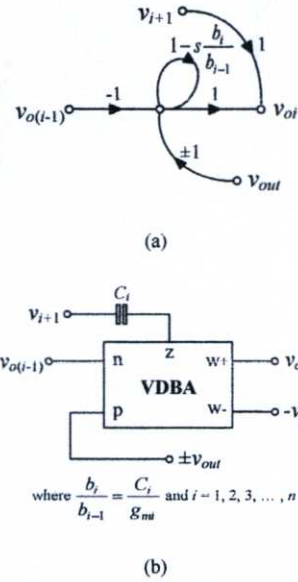 v_{i+1}
1-s b_i/b_{i-1}
1
-1
1
v_{o(i-1)}
v_{oi}
±1
v_{out}
(a)
C_i
v_{i+1}
z
v_{o(i-1)}
n
w+
VDBA
p
w-
±v_{out}
where b_i/b_{i-1} = C_i/g_{mi} and i = 1, 2, 3, ... , n
(b)